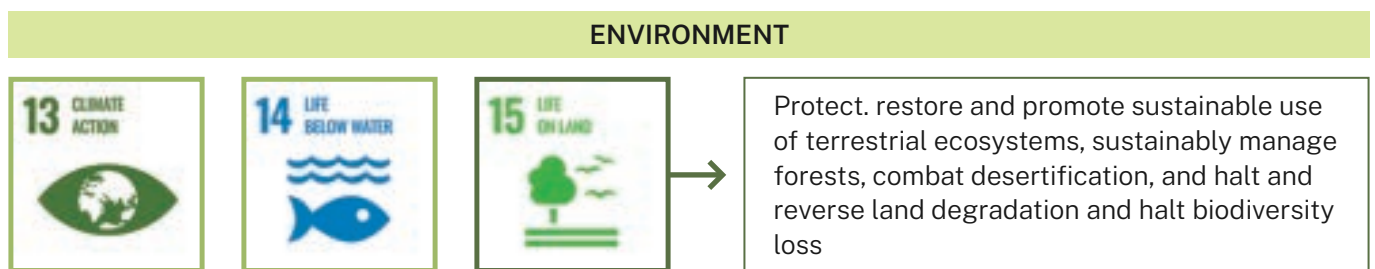 ENVIRONMENT
13 CLIMATE
ACTION
14 LIFE
BELOW WATER
15 LIFE
ON LAND
Protect. restore and promote sustainable use
of terrestrial ecosystems, sustainably manage
forests, combat desertification, and halt and
reverse land degradation and halt biodiversity
loss